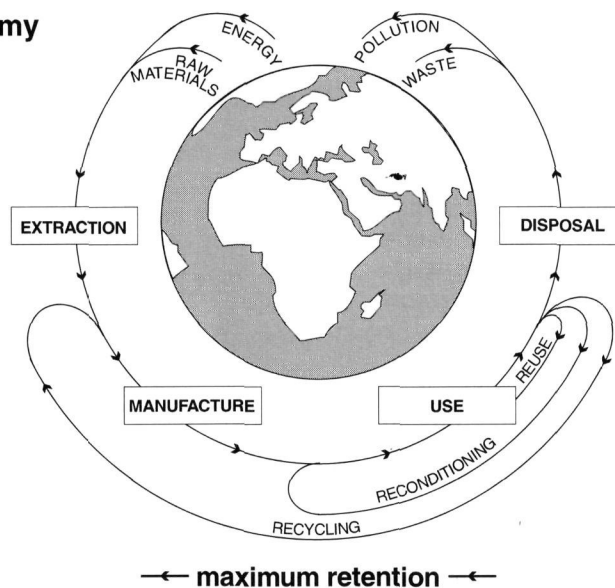 my
ENERGY
RAW
MATERIALS
POLLUTION
WASTE
EXTRACTION
DISPOSAL
MANUFACTURE
USE
REUSE
RECONDITIONING
RECYCLING
maximum retention